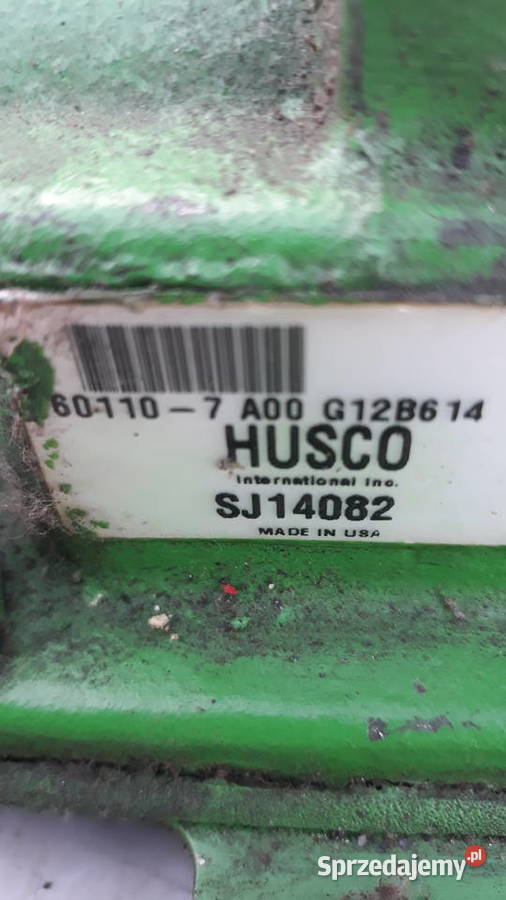 60110-7 A00 G12B614
HUSCO
International Inc.
SJ14082
MADE IN USA
Sprzedajemy.pl